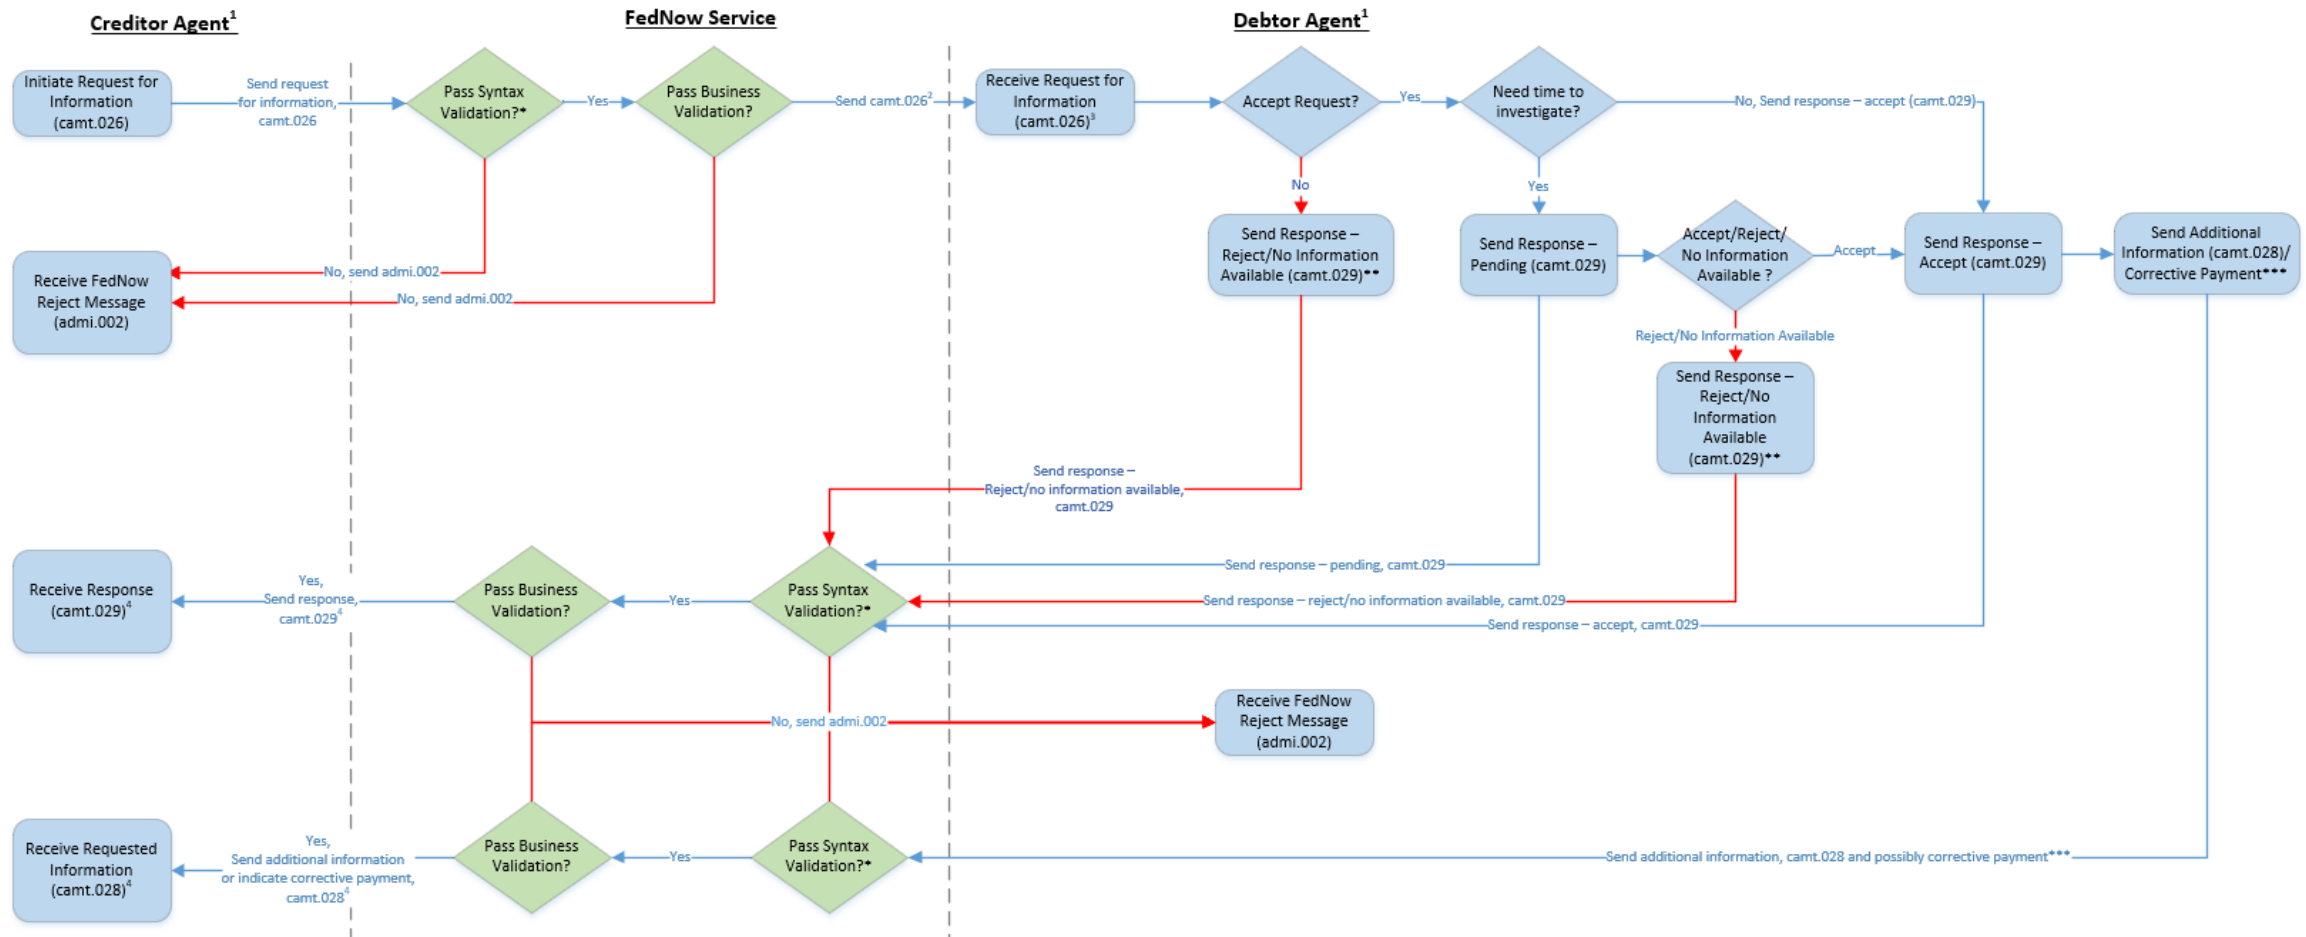 Creditor Agent1
FedNow Service
Debtor Agent1
Initiate Request for
Information
(camt.026)
Send request
for information,
camt.026
Pass Syntax
Validation?*
Yes
Pass Business
Validation?
Send camt.026²
Receive Request for
Information
(camt.026)³
Accept Request?
Yes
Need time to
investigate?
No, Send response – accept (camt.029)
No
Yes
Receive FedNow
Reject Message
(admi.002)
No, send admi.002
No, send admi.002
Send Response –
Reject/No Information
Available (camt.029)**
Send Response –
Pending (camt.029)
Accept/Reject/
No Information
Available ?
Accept
Send Response –
Accept (camt.029)
Send Additional
Information (camt.028)/
Corrective Payment***
Reject/No Information Available
Send Response –
Reject/No
Information
Available
(camt.029)**
Send response –
Reject/no information available,
camt.029
Send response – pending, camt.029
Send response – reject/no information available, camt.029
Send response – accept, camt.029
Receive Response
(camt.029)⁴
Yes,
Send response,
camt.029⁴
Pass Business
Validation?
Yes
Pass Syntax
Validation?*
No, send admi.002
Receive FedNow
Reject Message
(admi.002)
Receive Requested
Information
(camt.028)⁴
Yes,
Send additional information
or indicate corrective payment,
camt.028⁴
Pass Business
Validation?
Yes
Pass Syntax
Validation?*
Send additional information, camt.028 and possibly corrective payment***